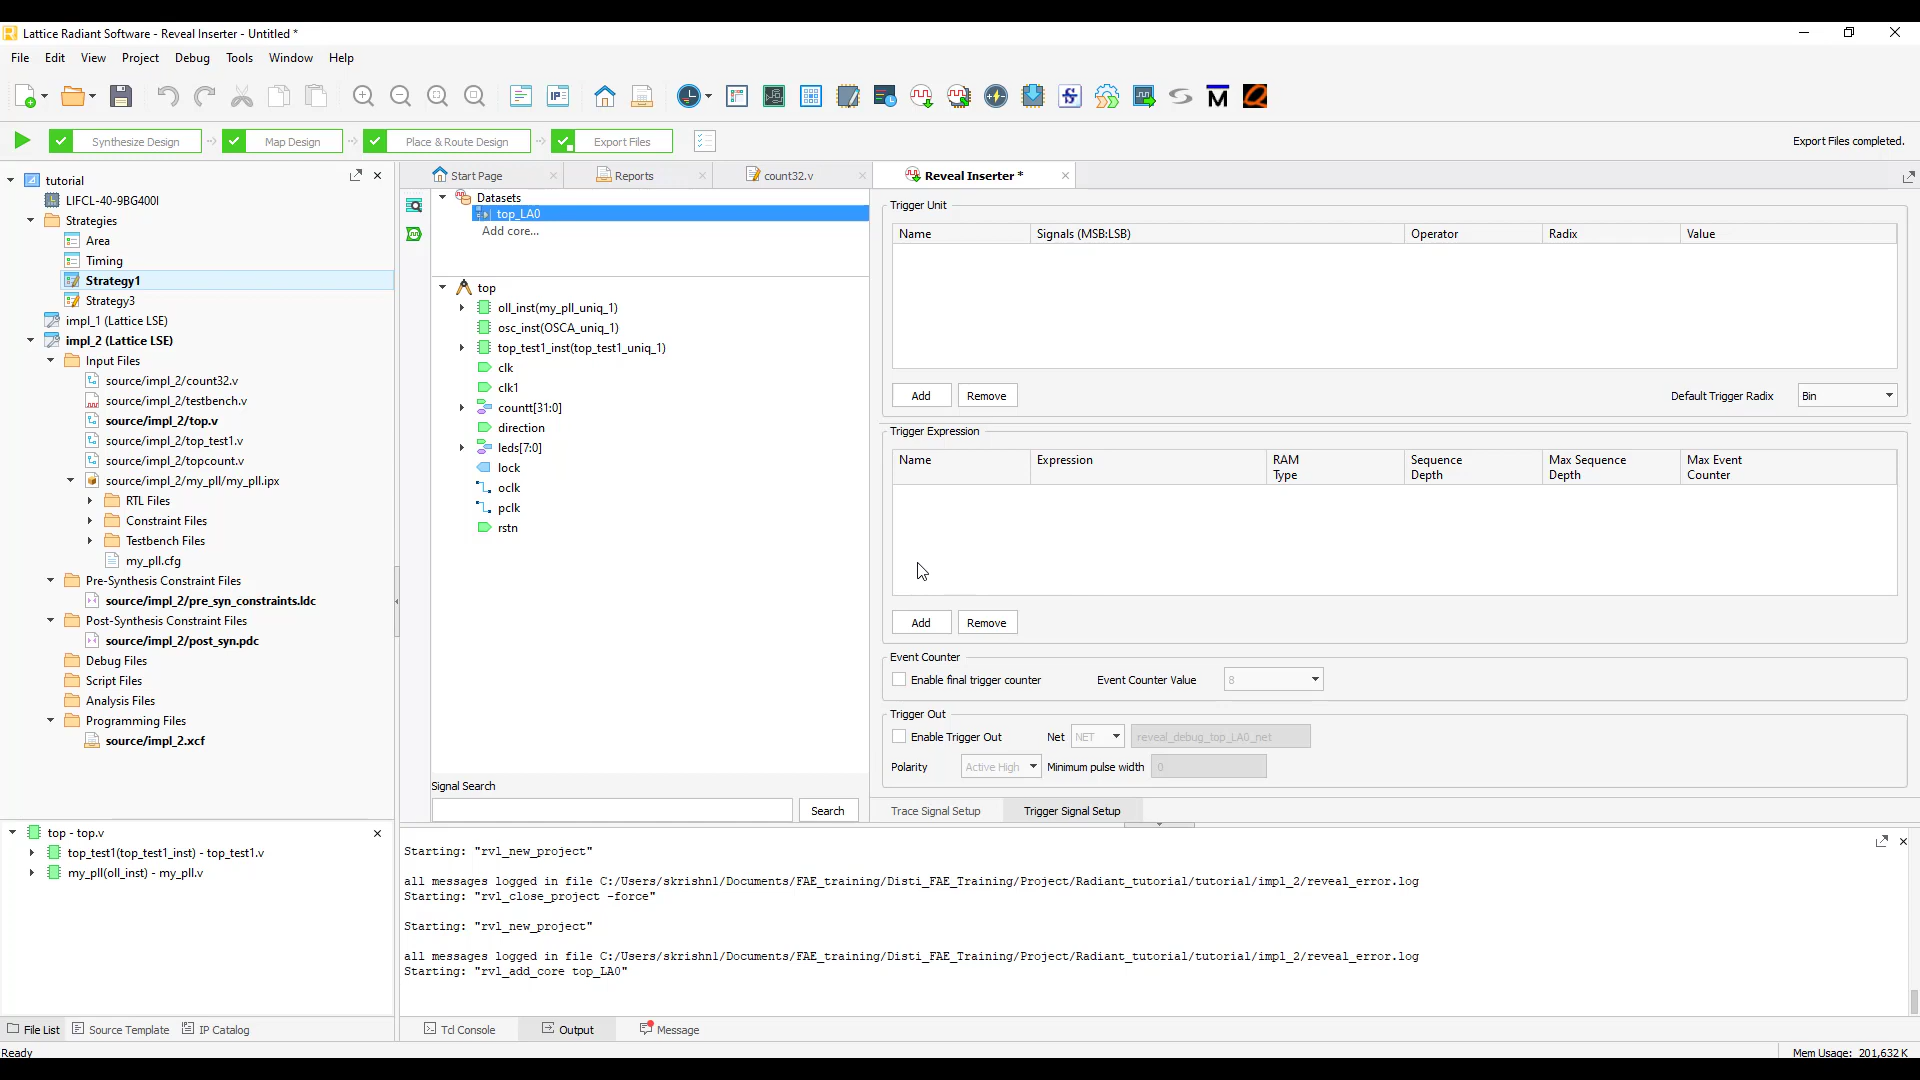 Lattice Radiant Software - Reveal Inserter - Untitled *
File Edit View Project Debug Tools Window Help
Synthesize Design Map Design Place & Route Design Export Files Export Files completed.
tutorial
LIFCL-40-9BG400I
Strategies
Area
Timing
Strategy1
Strategy3
impl_1 (Lattice LSE)
impl_2 (Lattice LSE)
Input Files
source/impl_2/count32.v
source/impl_2/testbench.v
source/impl_2/top.v
source/impl_2/top_test1.v
source/impl_2/topcount.v
source/impl_2/my_pll/my_pll.ipx
RTL Files
Constraint Files
Testbench Files
my_pll.cfg
Pre-Synthesis Constraint Files
source/impl_2/pre_syn_constraints.ldc
Post-Synthesis Constraint Files
source/impl_2/post_syn.pdc
Debug Files
Script Files
Analysis Files
Programming Files
source/impl_2.xcf
top - top.v
top_test1(top_test1_inst) - top_test1.v
my_pll(oll_inst) - my_pll.v
File List Source Template IP Catalog
Start Page Reports count32.v Reveal Inserter *
Datasets
top_LA0
Add core...
top
oll_inst(my_pll_uniq_1)
osc_inst(OSCA_uniq_1)
top_test1_inst(top_test1_uniq_1)
clk
clk1
countt[31:0]
direction
leds[7:0]
lock
oclk
pclk
rstn
Signal Search
Search
Trigger Unit
Name Signals (MSB:LSB) Operator Radix Value
Add Remove Default Trigger Radix Bin
Trigger Expression
Name Expression RAM Type Sequence Depth Max Sequence Depth Max Event Counter
Add Remove
Event Counter
Enable final trigger counter Event Counter Value 8
Trigger Out
Enable Trigger Out Net NET reveal_debug_top_LA0_net
Polarity Active High Minimum pulse width 0
Trace Signal Setup Trigger Signal Setup
Starting: "rvl_new_project"
all messages logged in file C:/Users/skrishn1/Documents/FAE_training/Disti_FAE_Training/Project/Radiant_tutorial/tutorial/impl_2/reveal_error.log
Starting: "rvl_close_project -force"
Starting: "rvl_new_project"
all messages logged in file C:/Users/skrishn1/Documents/FAE_training/Disti_FAE_Training/Project/Radiant_tutorial/tutorial/impl_2/reveal_error.log
Starting: "rvl_add_core top_LA0"
Tcl Console Output Message
Ready Mem Usage: 201,632 K